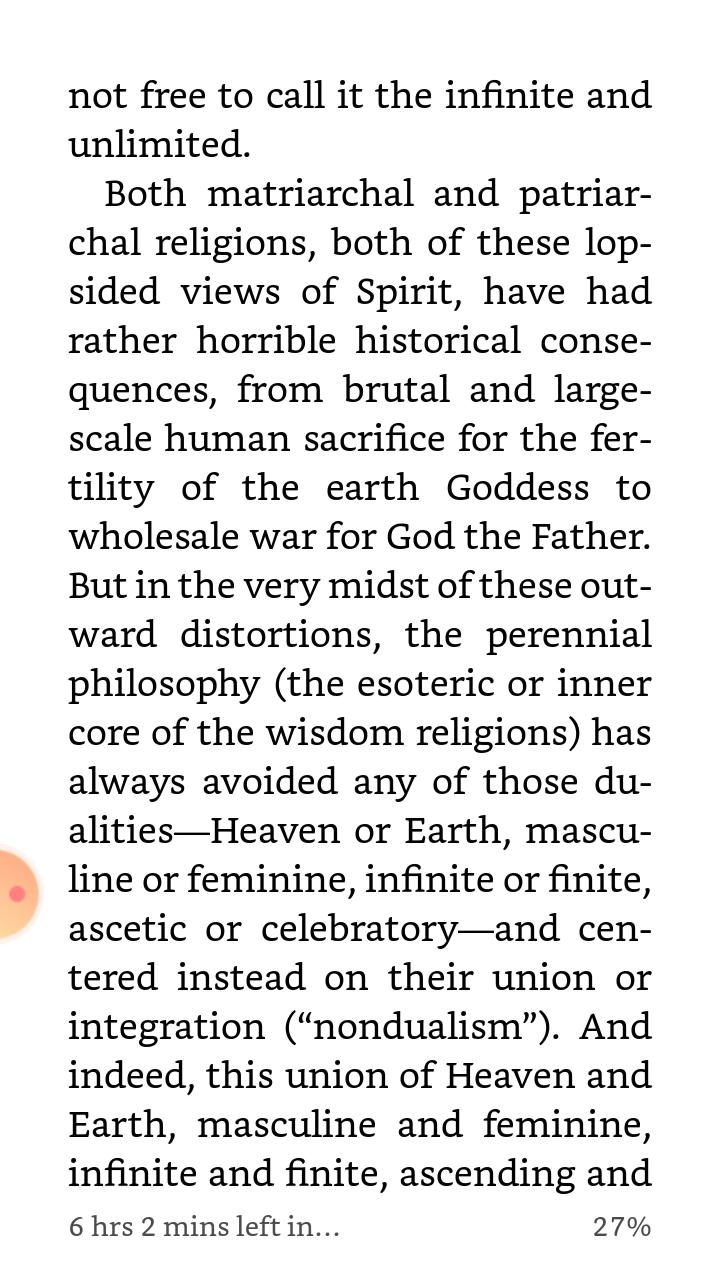 not free to call it the infinite and
unlimited.
Both matriarchal and patriar-
chal religions, both of these lop-
sided views of Spirit, have had
rather horrible historical conse-
quences, from brutal and large-
scale human sacrifice for the fer-
tility of the earth Goddess to
wholesale war for God the Father.
But in the very midst of these out-
ward distortions, the perennial
philosophy (the esoteric or inner
core of the wisdom religions) has
always avoided any of those du-
alities—Heaven or Earth, mascu-
line or feminine, infinite or finite,
ascetic or celebratory—and cen-
tered instead on their union or
integration (“nondualism”). And
indeed, this union of Heaven and
Earth, masculine and feminine,
infinite and finite, ascending and
6 hrs 2 mins left in... 27%